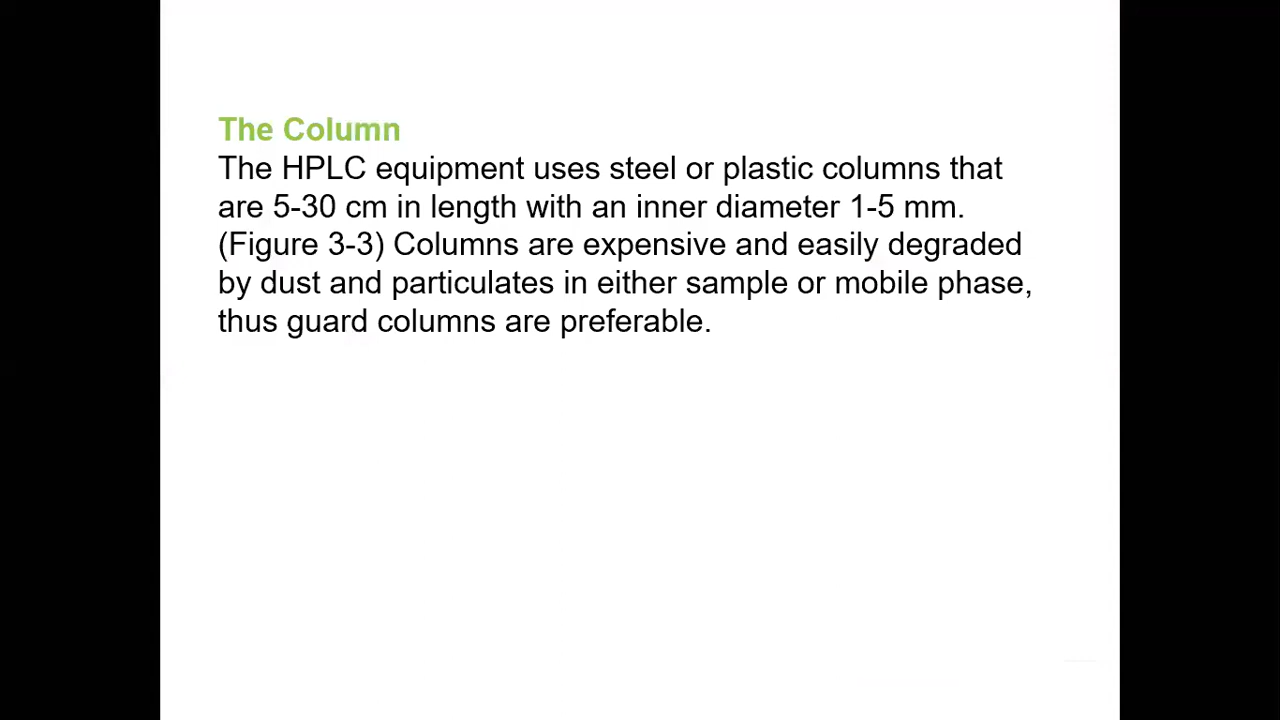 The Column
The HPLC equipment uses steel or plastic columns that
are 5-30 cm in length with an inner diameter 1-5 mm.
(Figure 3-3) Columns are expensive and easily degraded
by dust and particulates in either sample or mobile phase,
thus guard columns are preferable.